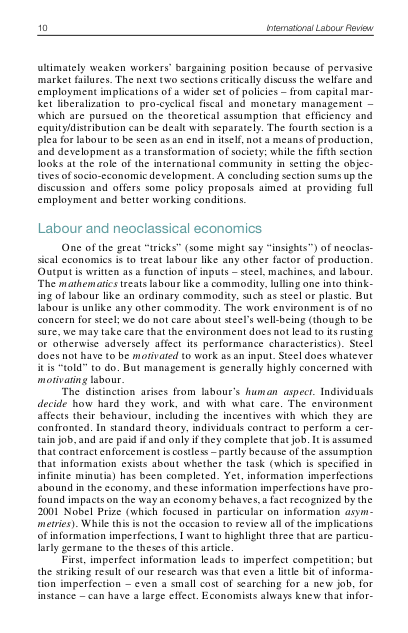 10 International Labour Review
ultimately weaken workers' bargaining position because of pervasive
market failures. The next two sections critically discuss the welfare and
employment implications of a wider set of policies – from capital mar-
ket liberalization to pro-cyclical fiscal and monetary management –
which are pursued on the theoretical assumption that efficiency and
equity/distribution can be dealt with separately. The fourth section is a
plea for labour to be seen as an end in itself, not a means of production,
and development as a transformation of society; while the fifth section
looks at the role of the international community in setting the objec-
tives of socio-economic development. A concluding section sums up the
discussion and offers some policy proposals aimed at providing full
employment and better working conditions.
Labour and neoclassical economics
One of the great “tricks” (some might say “insights”) of neoclas-
sical economics is to treat labour like any other factor of production.
Output is written as a function of inputs – steel, machines, and labour.
The mathematics treats labour like a commodity, lulling one into think-
ing of labour like an ordinary commodity, such as steel or plastic. But
labour is unlike any other commodity. The work environment is of no
concern for steel; we do not care about steel's well-being (though to be
sure, we may take care that the environment does not lead to its rusting
or otherwise adversely affect its performance characteristics). Steel
does not have to be motivated to work as an input. Steel does whatever
it is “told” to do. But management is generally highly concerned with
motivating labour.
The distinction arises from labour's human aspect. Individuals
decide how hard they work, and with what care. The environment
affects their behaviour, including the incentives with which they are
confronted. In standard theory, individuals contract to perform a cer-
tain job, and are paid if and only if they complete that job. It is assumed
that contract enforcement is costless – partly because of the assumption
that information exists about whether the task (which is specified in
infinite minutia) has been completed. Yet, information imperfections
abound in the economy, and these information imperfections have pro-
found impacts on the way an economy behaves, a fact recognized by the
2001 Nobel Prize (which focused in particular on information asym-
metries). While this is not the occasion to review all of the implications
of information imperfections, I want to highlight three that are particu-
larly germane to the theses of this article.
First, imperfect information leads to imperfect competition; but
the striking result of our research was that even a little bit of informa-
tion imperfection – even a small cost of searching for a new job, for
instance – can have a large effect. Economists always knew that infor-